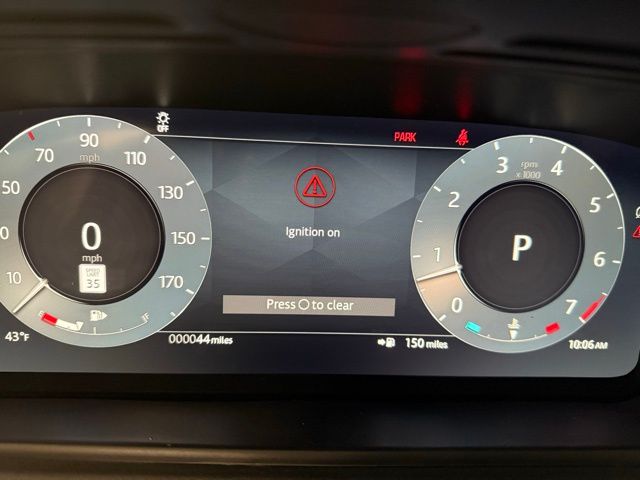 OFF
PARK
70
90
mph
110
50
130
150
10
170
0
mph
SPEED
LIMIT
35
F
43°F
Ignition on
Press O to clear
000044 miles
150 miles
rpm
x1000
0
1
2
3
4
5
6
7
P
10:06 AM